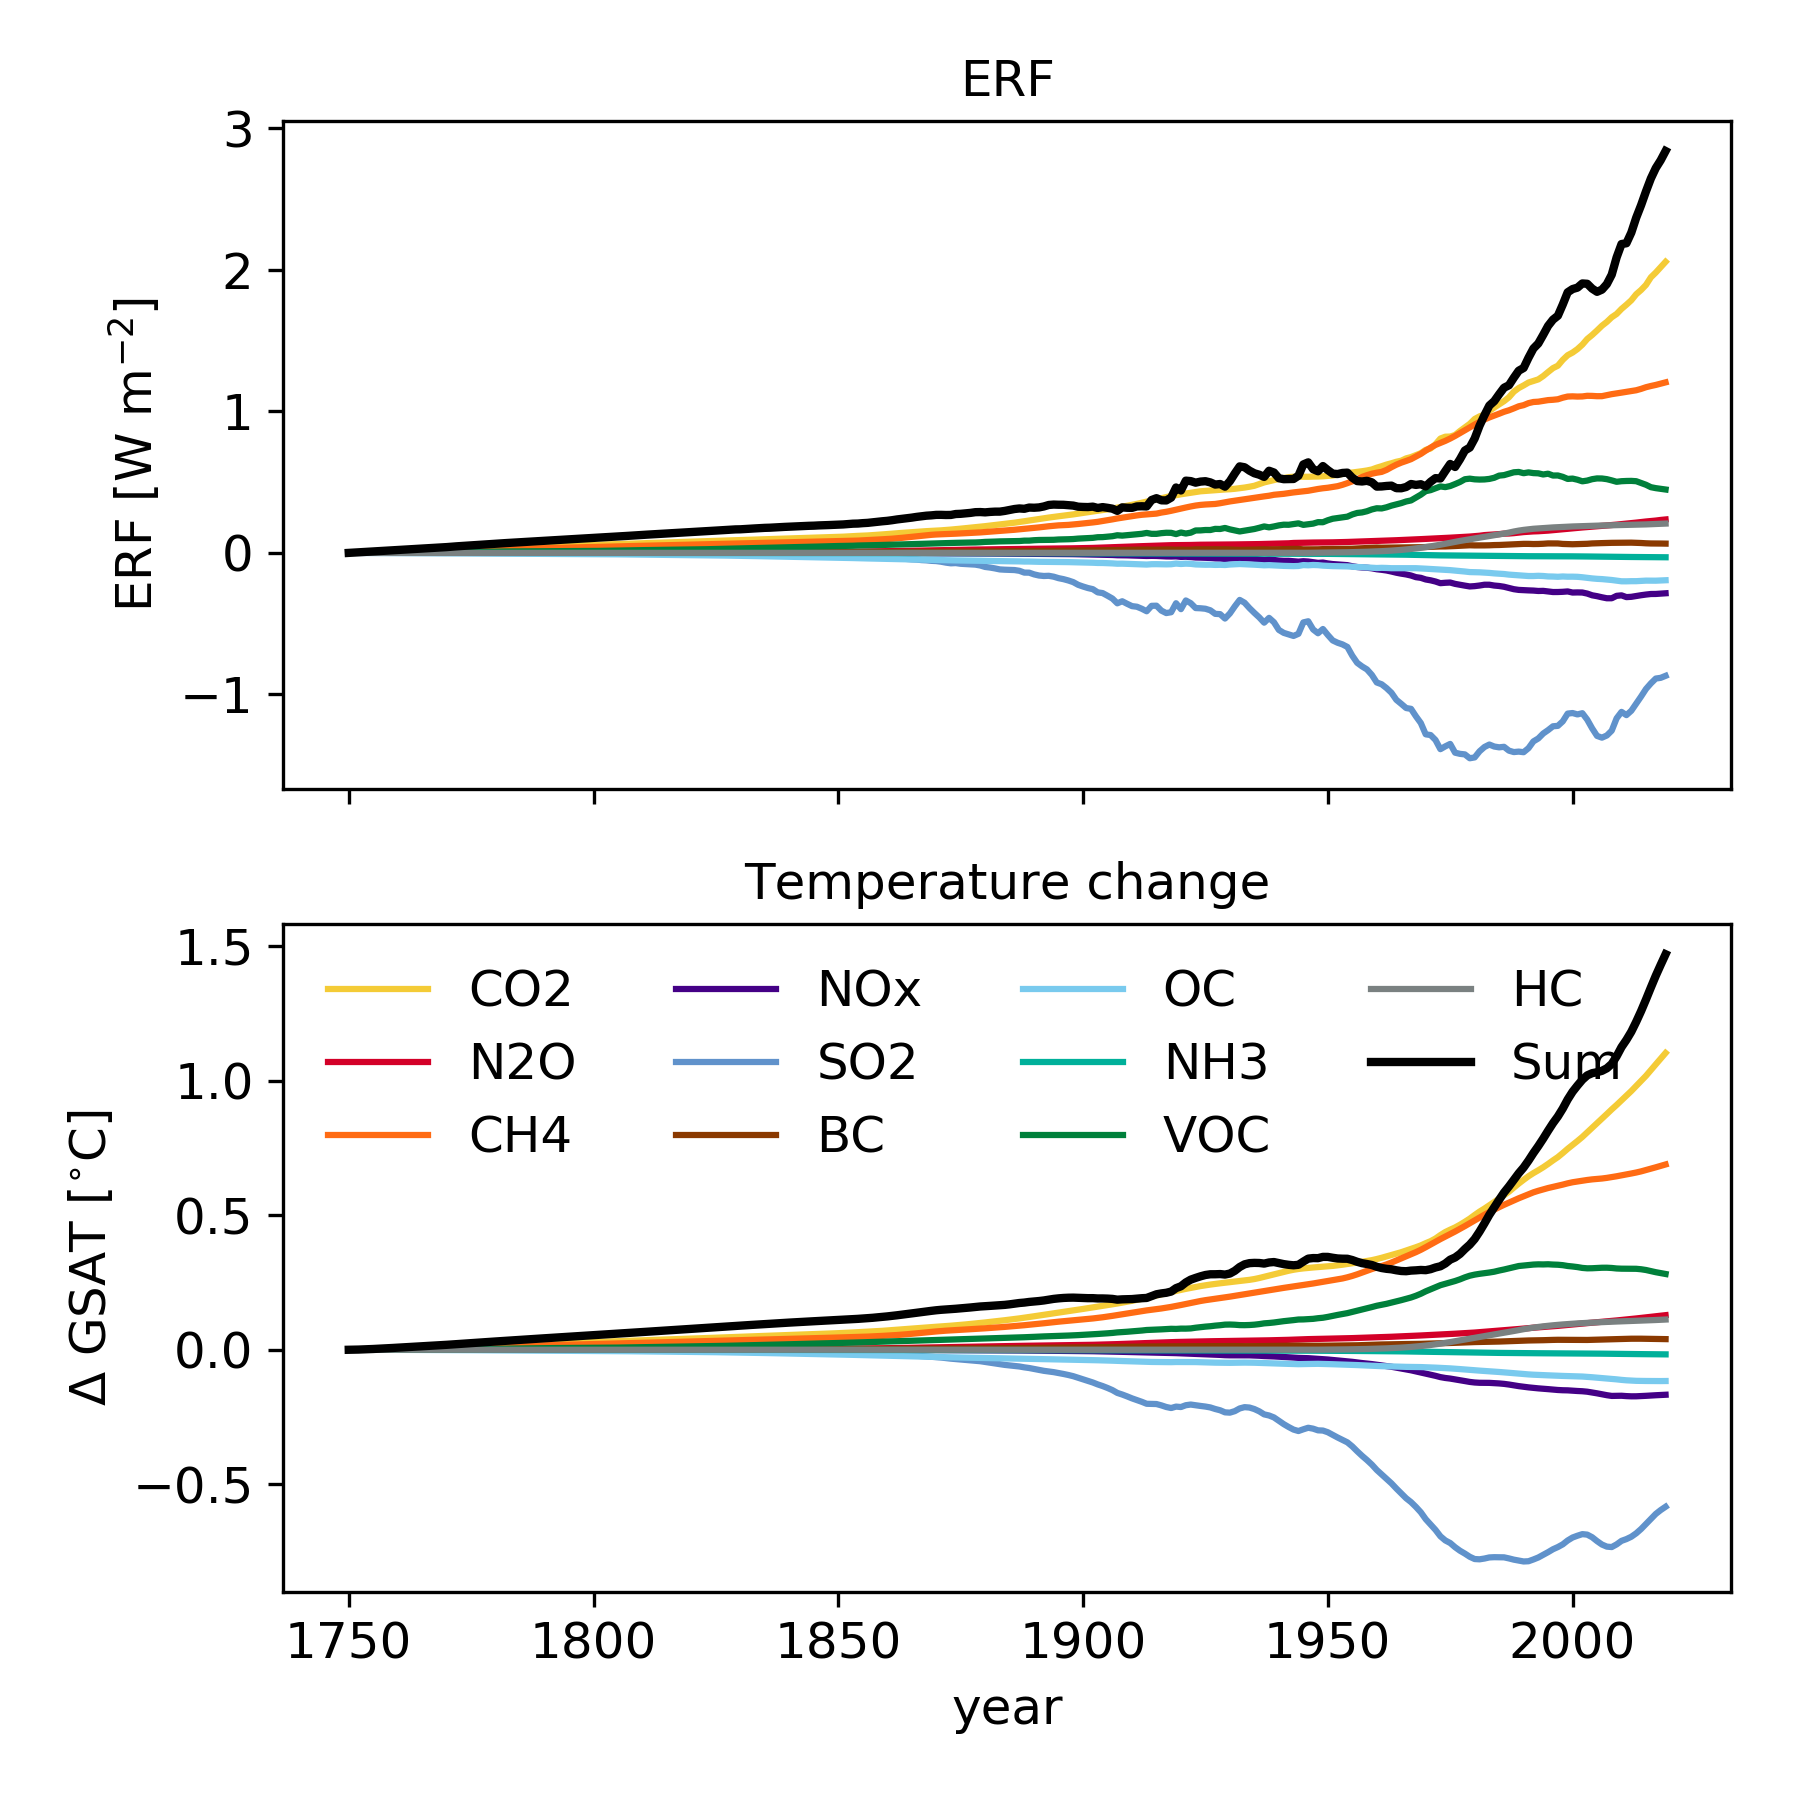 ERF
3
2
1
0
−1
ERF [W m⁻²]
Temperature change
1.5
1.0
0.5
0.0
−0.5
Δ GSAT [°C]
CO2 NOx OC HC
N2O SO2 NH3 Sum
CH4 BC VOC
1750 1800 1850 1900 1950 2000
year